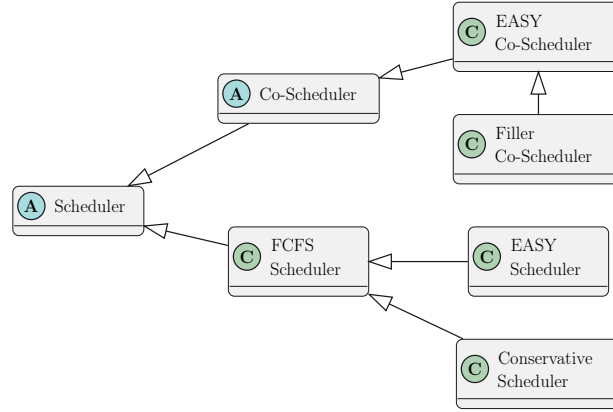 C EASY
Co-Scheduler
A Co-Scheduler
C Filler
Co-Scheduler
A Scheduler
C FCFS
Scheduler
C EASY
Scheduler
C Conservative
Scheduler